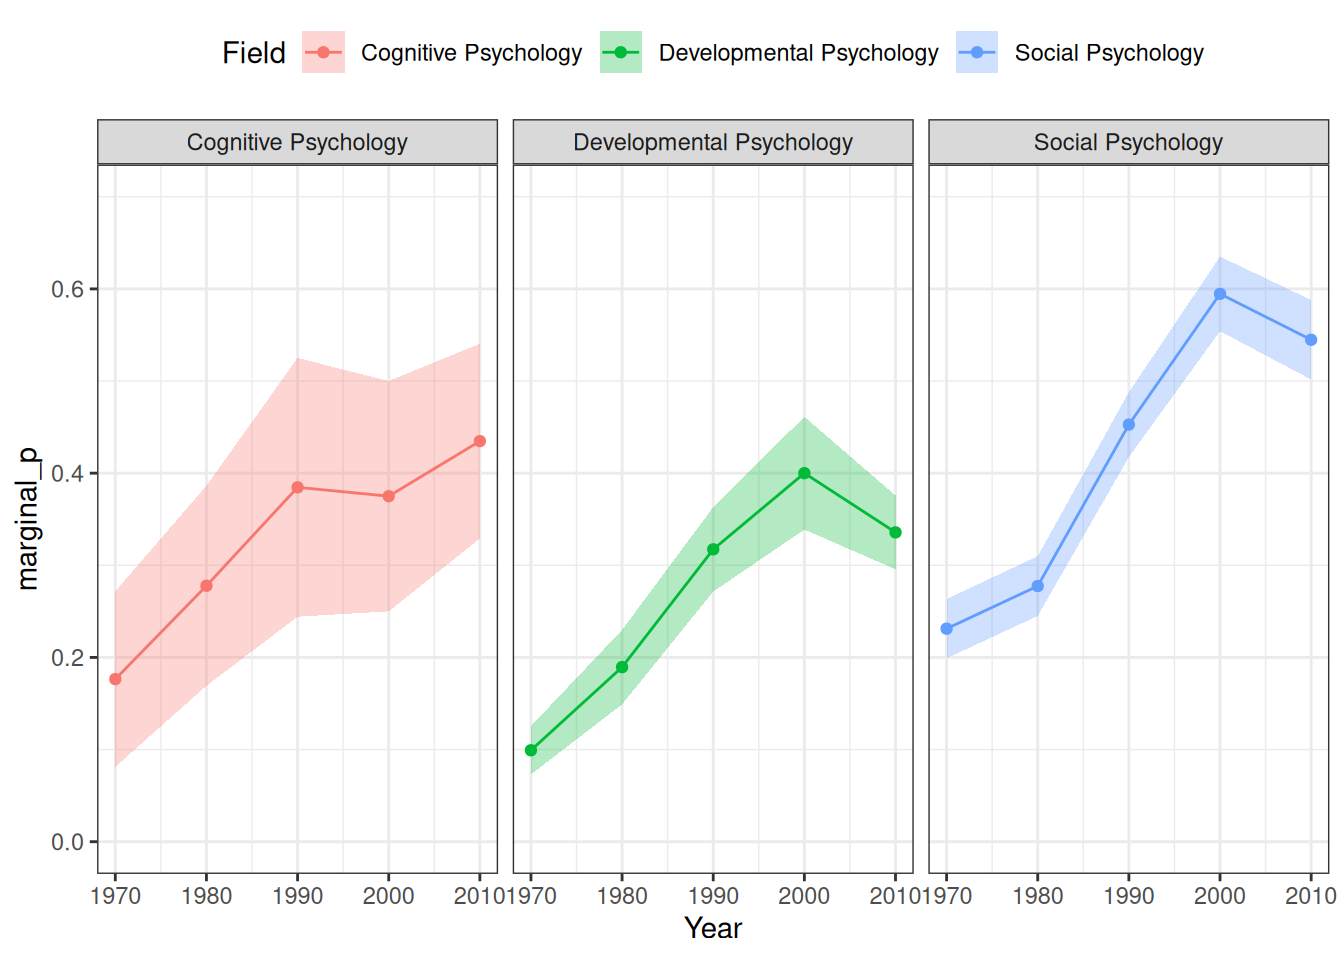 Field Cognitive Psychology Developmental Psychology Social Psychology
Cognitive Psychology Developmental Psychology Social Psychology
0.6
0.4
0.2
0.0
marginal_p
1970 1980 1990 2000 2010 1970 1980 1990 2000 2010 1970 1980 1990 2000 2010
Year